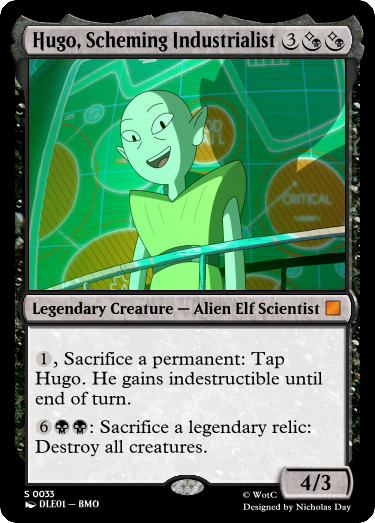 Hugo, Scheming Industrialist 3
CRITICAL
Legendary Creature — Alien Elf Scientist
1, Sacrifice a permanent: Tap
Hugo. He gains indestructible until
end of turn.
6: Sacrifice a legendary relic:
Destroy all creatures.
4/3
S 0033
DLE01 — BMO
© WotC
Designed by Nicholas Day